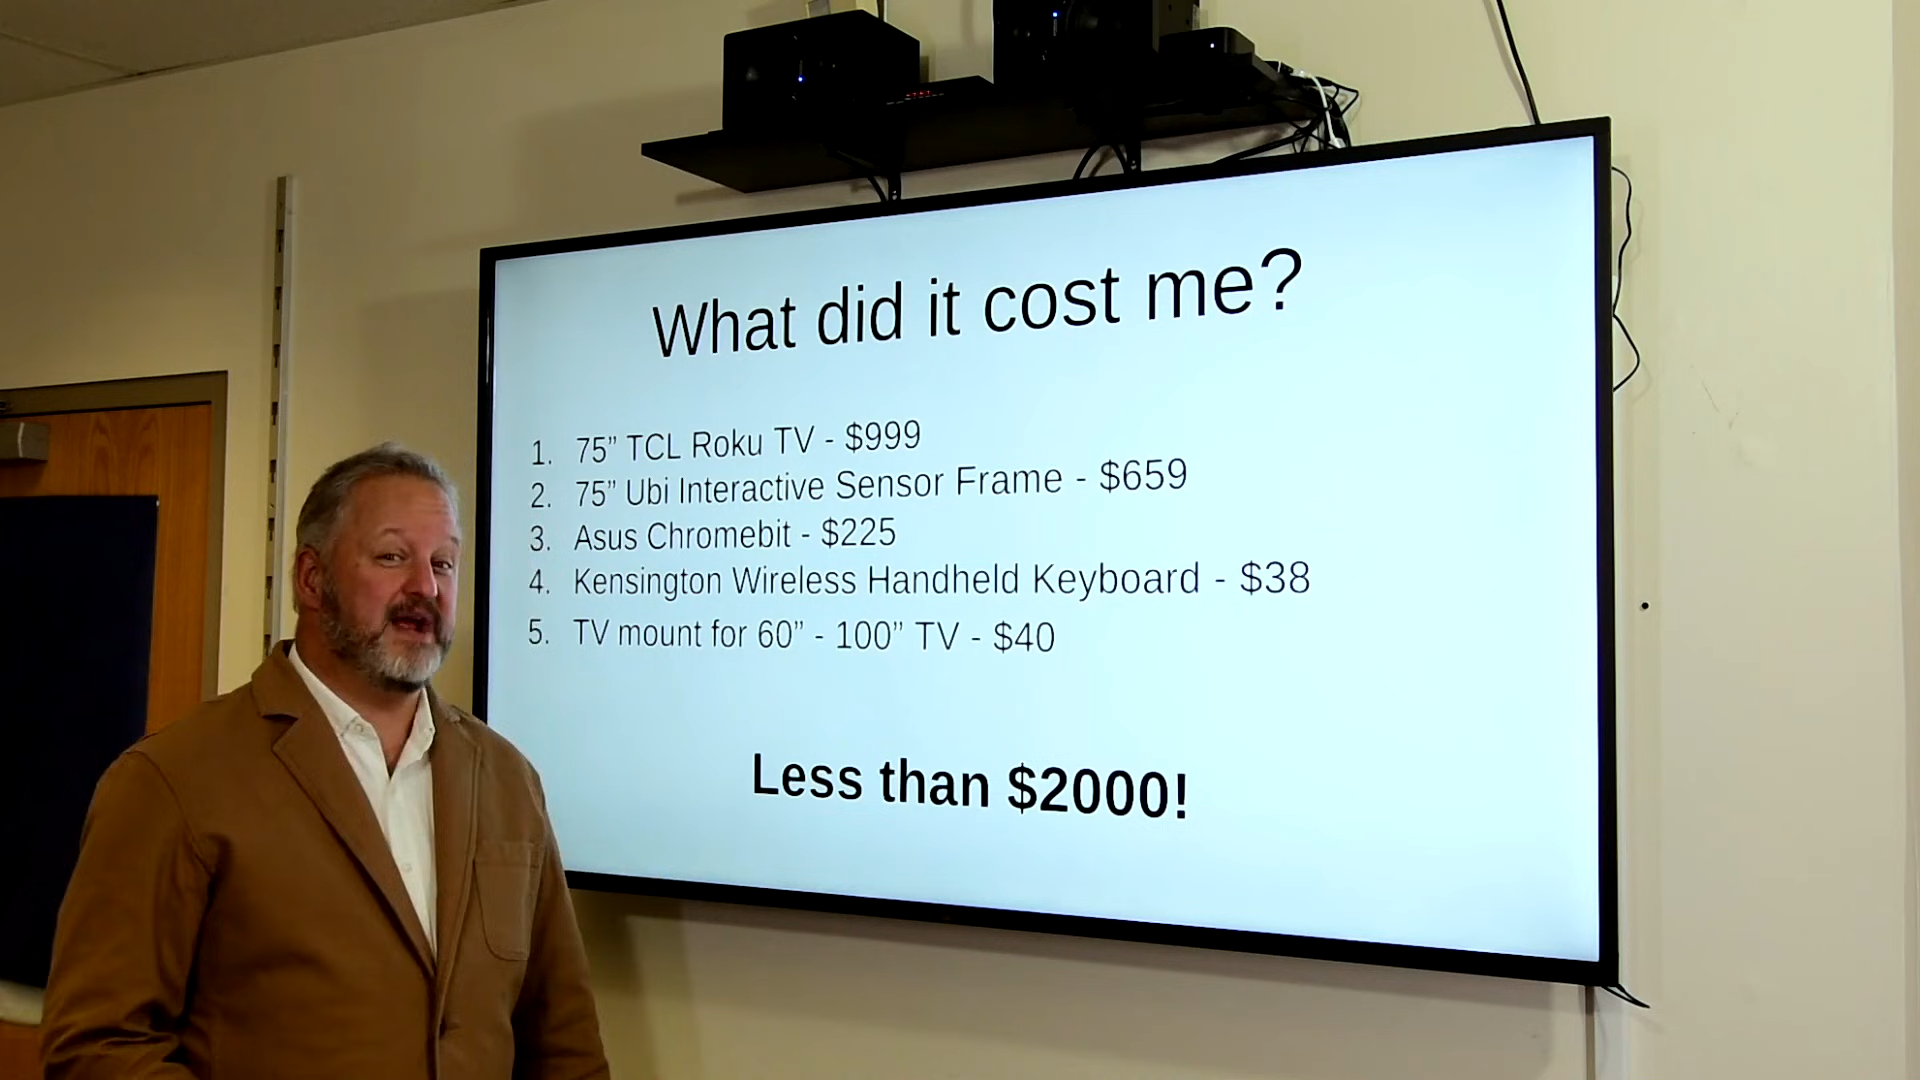 What did it cost me?
1. 75” TCL Roku TV - $999
2. 75” Ubi Interactive Sensor Frame - $659
3. Asus Chromebit - $225
4. Kensington Wireless Handheld Keyboard - $38
5. TV mount for 60” - 100” TV - $40
Less than $2000!